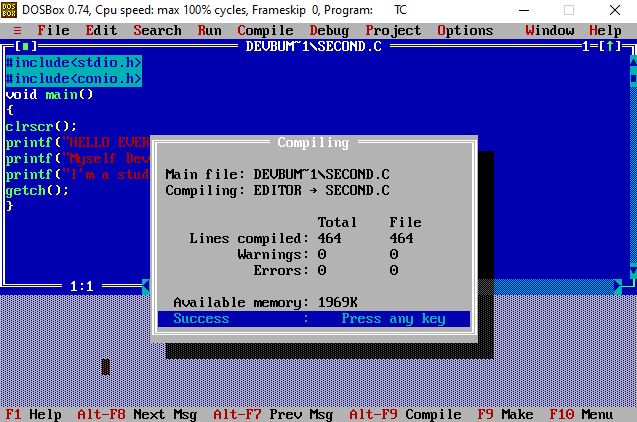 DOS BOX DOSBox 0.74, Cpu speed: max 100% cycles, Frameskip 0, Program: TC
≡ File Edit Search Run Compile Debug Project Options Window Help
[■] DEVBUM~1\SECOND.C 1=[↑]
#include<stdio.h>
#include<conio.h>
void main()
{
clrscr();
printf("HELLO EVER
printf("Myself Dev
printf("I'm a stud
getch();
}
1:1
Compiling
Main file: DEVBUM~1\SECOND.C
Compiling: EDITOR → SECOND.C
Total File
Lines compiled: 464 464
Warnings: 0 0
Errors: 0 0
Available memory: 1969K
Success : Press any key
F1 Help Alt-F8 Next Msg Alt-F7 Prev Msg Alt-F9 Compile F9 Make F10 Menu